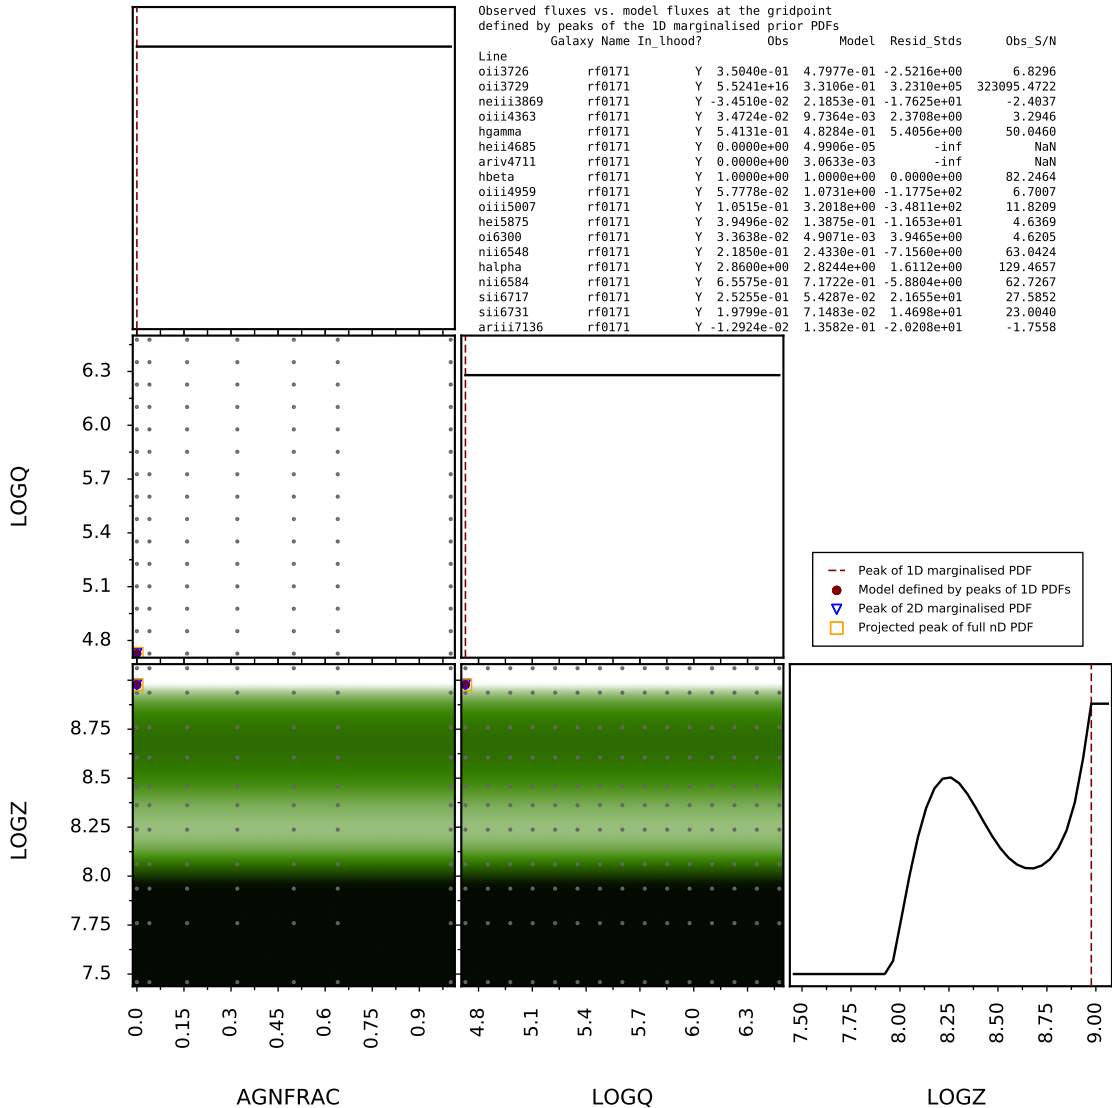 Observed fluxes vs. model fluxes at the gridpoint
defined by peaks of the 1D marginalised prior PDFs
Galaxy Name In_lhood? Obs Model Resid_Stds Obs_S/N
Line
oii3726 rf0171 Y 3.5040e-01 4.7977e-01 -2.5216e+00 6.8296
oii3729 rf0171 Y 5.5241e+16 3.3106e-01 3.2310e+05 323095.4722
neiii3869 rf0171 Y -3.4510e-02 2.1853e-01 -1.7625e+01 -2.4037
oiii4363 rf0171 Y 3.4724e-02 9.7364e-03 2.3708e+00 3.2946
hgamma rf0171 Y 5.4131e-01 4.8284e-01 5.4056e+00 50.0460
heii4685 rf0171 Y 0.0000e+00 4.9906e-05 -inf NaN
ariv4711 rf0171 Y 0.0000e+00 3.0633e-03 -inf NaN
hbeta rf0171 Y 1.0000e+00 1.0000e+00 0.0000e+00 82.2464
oiii4959 rf0171 Y 5.7778e-02 1.0731e+00 -1.1775e+02 6.7007
oiii5007 rf0171 Y 1.0515e-01 3.2018e+00 -3.4811e+02 11.8209
hei5875 rf0171 Y 3.9496e-02 1.3875e-01 -1.1653e+01 4.6369
oi6300 rf0171 Y 3.3638e-02 4.9071e-03 3.9465e+00 4.6205
nii6548 rf0171 Y 2.1850e-01 2.4330e-01 -7.1560e+00 63.0424
halpha rf0171 Y 2.8600e+00 2.8244e+00 1.6112e+00 129.4657
nii6584 rf0171 Y 6.5575e-01 7.1722e-01 -5.8804e+00 62.7267
sii6717 rf0171 Y 2.5255e-01 5.4287e-02 2.1655e+01 27.5852
sii6731 rf0171 Y 1.9799e-01 7.1483e-02 1.4698e+01 23.0040
ariii7136 rf0171 Y -1.2924e-02 1.3582e-01 -2.0208e+01 -1.7558
6.3
6.0
5.7
5.4
5.1
4.8
LOGQ
Peak of 1D marginalised PDF
Model defined by peaks of 1D PDFs
Peak of 2D marginalised PDF
Projected peak of full nD PDF
8.75
8.5
8.25
8.0
7.75
7.5
LOGZ
0.0 0.15 0.3 0.45 0.6 0.75 0.9
4.8 5.1 5.4 5.7 6.0 6.3
7.50 7.75 8.00 8.25 8.50 8.75 9.00
AGNFRAC LOGQ LOGZ